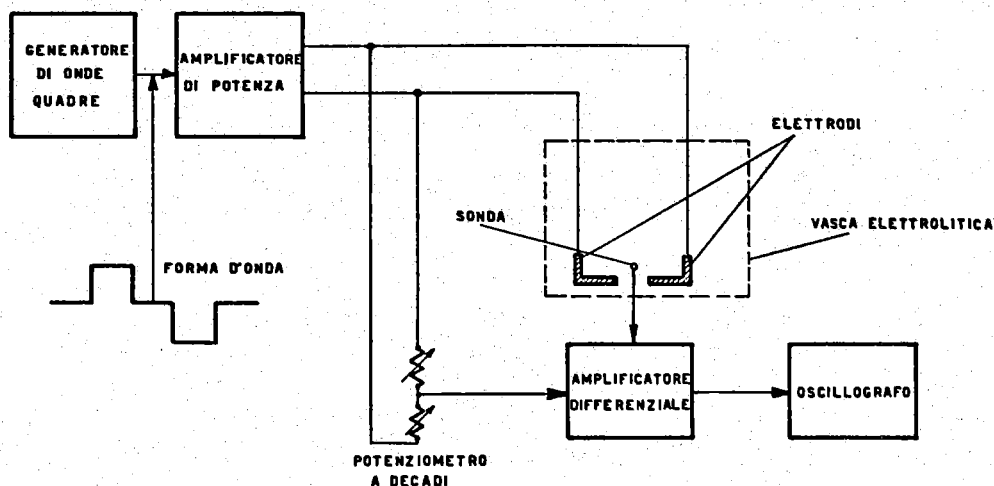 GENERATORE
DI ONDE
QUADRE
AMPLIFICATORE
DI POTENZA
ELETTRODI
SONDA
VASCA ELETTROLITICA
FORMA D'ONDA
AMPLIFICATORE
DIFFERENZIALE
OSCILLOGRAFO
POTENZIOMETRO
A DECADI